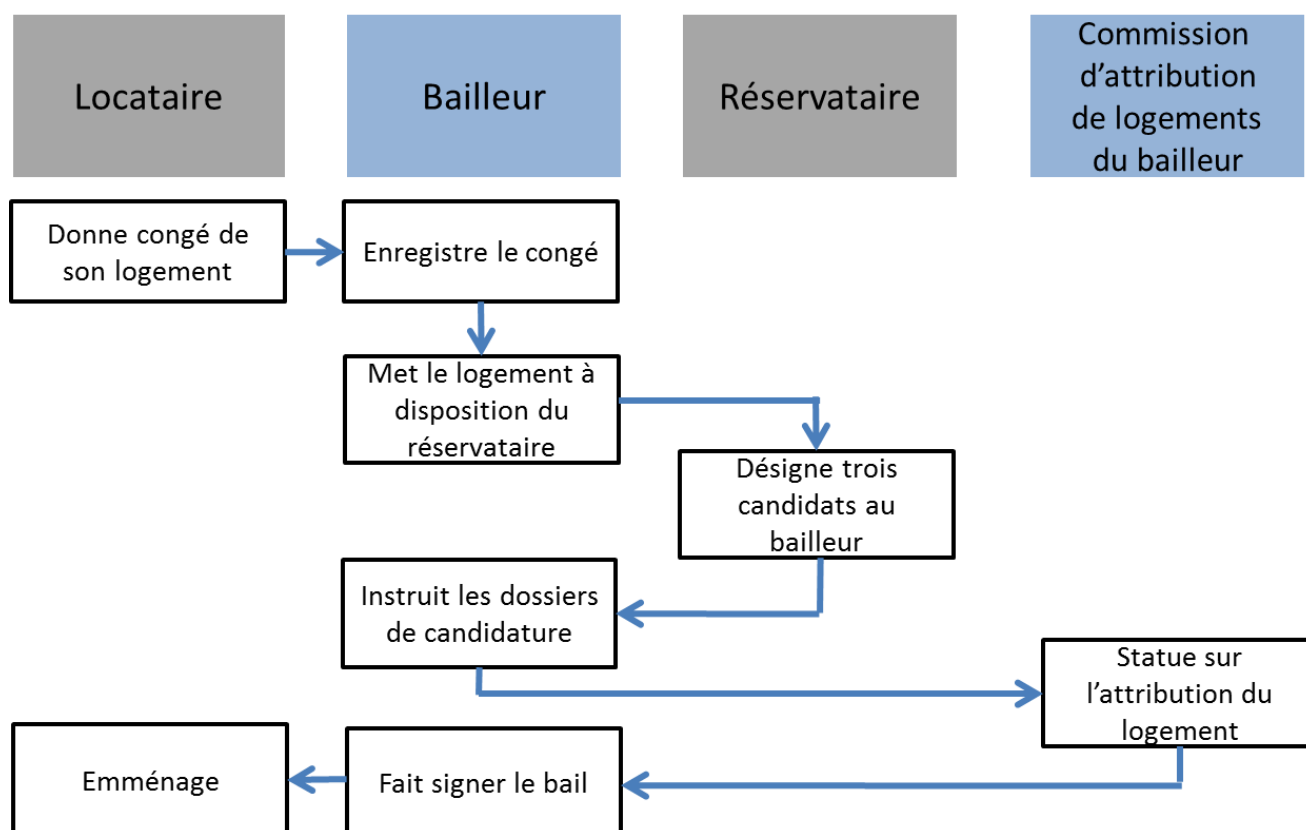 Locataire
Bailleur
Réservataire
Commission
d’attribution
de logements
du bailleur
Donne congé de
son logement
Enregistre le congé
Met le logement à
disposition du
réservataire
Désigne trois
candidats au
bailleur
Instruit les dossiers
de candidature
Statue sur
l’attribution du
logement
Emménage
Fait signer le bail